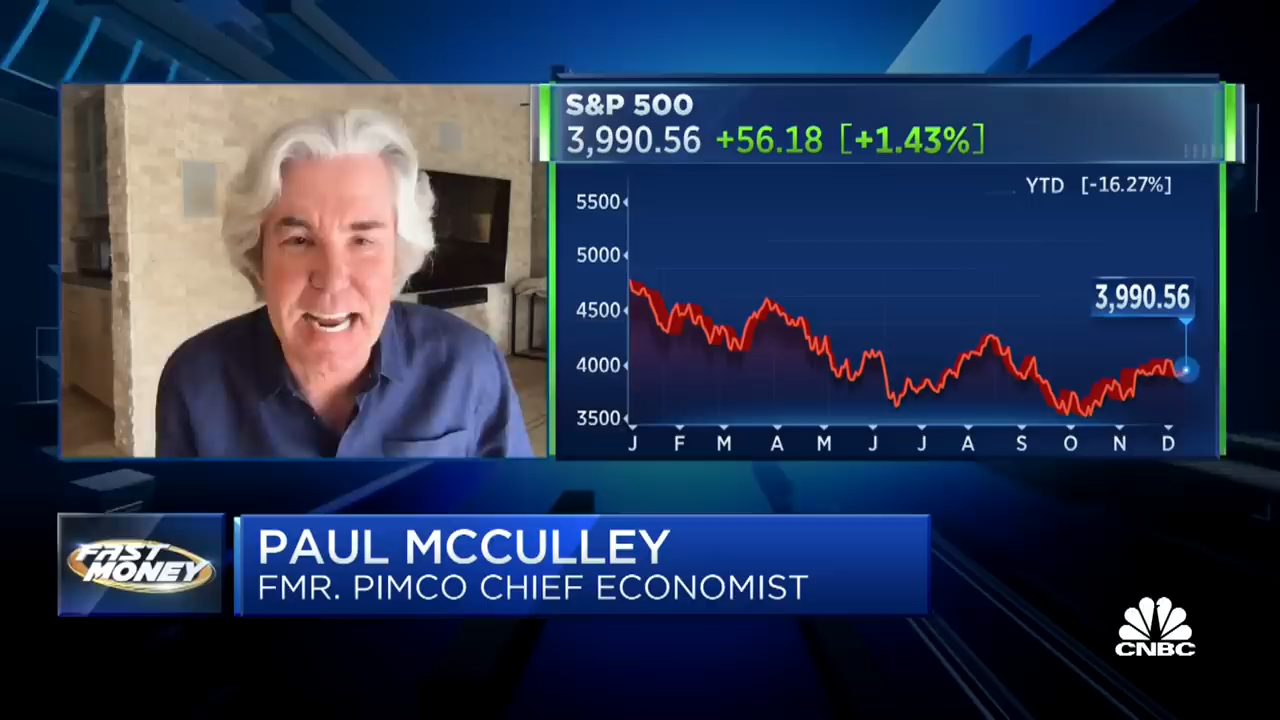 S&P 500
3,990.56 +56.18 [+1.43%]
YTD [-16.27%]
5500
5000
4500
4000
3500
3,990.56
J F M A M J J A S O N D
FAST
MONEY
PAUL MCCULLEY
FMR. PIMCO CHIEF ECONOMIST
CNBC